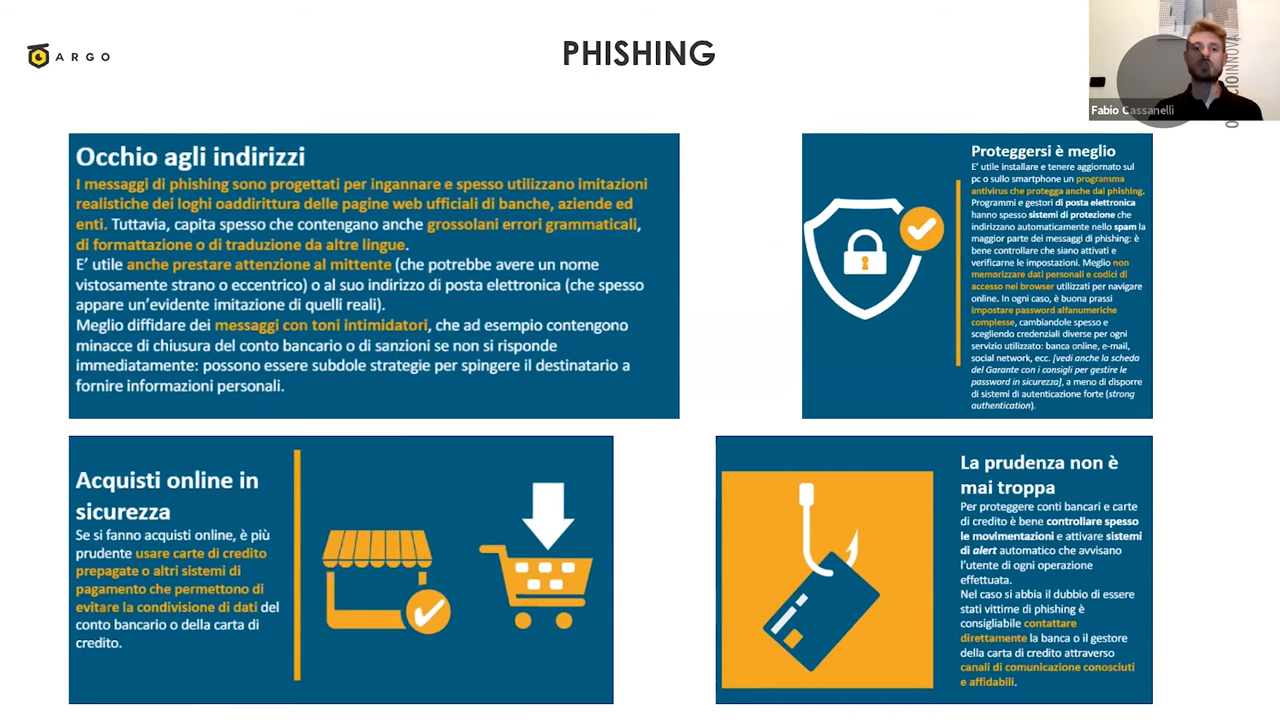 ARGO
PHISHING
Fabio Cassanelli
Occhio agli indirizzi
I messaggi di phishing sono progettati per ingannare e spesso utilizzano imitazioni
realistiche dei loghi oaddirittura delle pagine web ufficiali di banche, aziende ed
enti. Tuttavia, capita spesso che contengano anche grossolani errori grammaticali,
di formattazione o di traduzione da altre lingue.
E' utile anche prestare attenzione al mittente (che potrebbe avere un nome
vistosamente strano o eccentrico) o al suo indirizzo di posta elettronica (che spesso
appare un'evidente imitazione di quelli reali).
Meglio diffidare dei messaggi con toni intimidatori, che ad esempio contengono
minacce di chiusura del conto bancario o di sanzioni se non si risponde
immediatamente: possono essere subdole strategie per spingere il destinatario a
fornire informazioni personali.
Proteggersi è meglio
E' utile installare e tenere aggiornato sul
pc o sullo smartphone un programma
antivirus che protegga anche dal phishing.
Programmi e gestori di posta elettronica
hanno spesso sistemi di protezione che
indirizzano automaticamente nello spam la
maggior parte dei messaggi di phishing: è
bene controllare che siano attivati e
verificarne le impostazioni. Meglio non
memorizzare dati personali e codici di
accesso nei browser utilizzati per navigare
online. In ogni caso, è buona prassi
impostare password alfanumeriche
complesse, cambiandole spesso e
scegliendo credenziali diverse per ogni
servizio utilizzato: banca online, e-mail,
social network, ecc. [vedi anche la scheda
del Garante con i consigli per gestire le
password in sicurezza], a meno di disporre
di sistemi di autenticazione forte (strong
authentication).
Acquisti online in
sicurezza
Se si fanno acquisti online, è più
prudente usare carte di credito
prepagate o altri sistemi di
pagamento che permettono di
evitare la condivisione di dati del
conto bancario o della carta di
credito.
La prudenza non è
mai troppa
Per proteggere conti bancari e carte
di credito è bene controllare spesso
le movimentazioni e attivare sistemi
di alert automatico che avvisano
l'utente di ogni operazione
effettuata.
Nel caso si abbia il dubbio di essere
stati vittime di phishing è
consigliabile contattare
direttamente la banca o il gestore
della carta di credito attraverso
canali di comunicazione conosciuti
e affidabili.